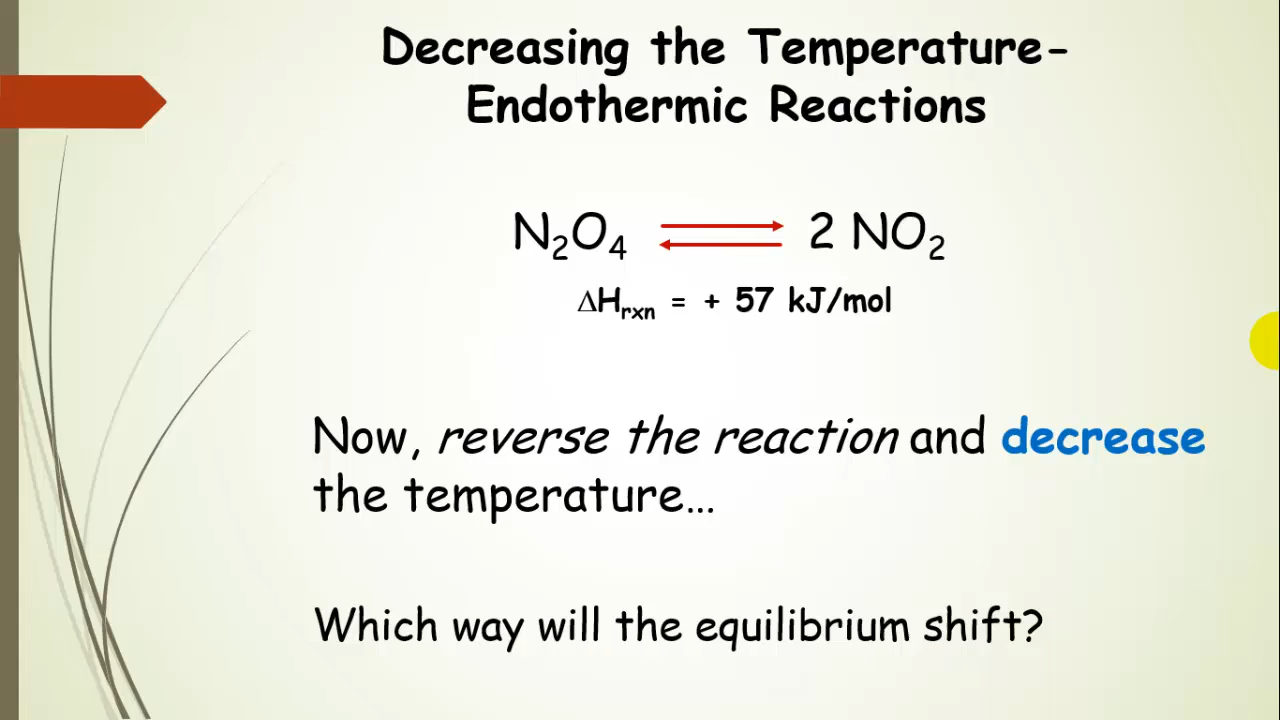 Decreasing the Temperature-
Endothermic Reactions
N₂O₄ ⇄ 2 NO₂
ΔHrxn = + 57 kJ/mol
Now, reverse the reaction and decrease
the temperature...
Which way will the equilibrium shift?